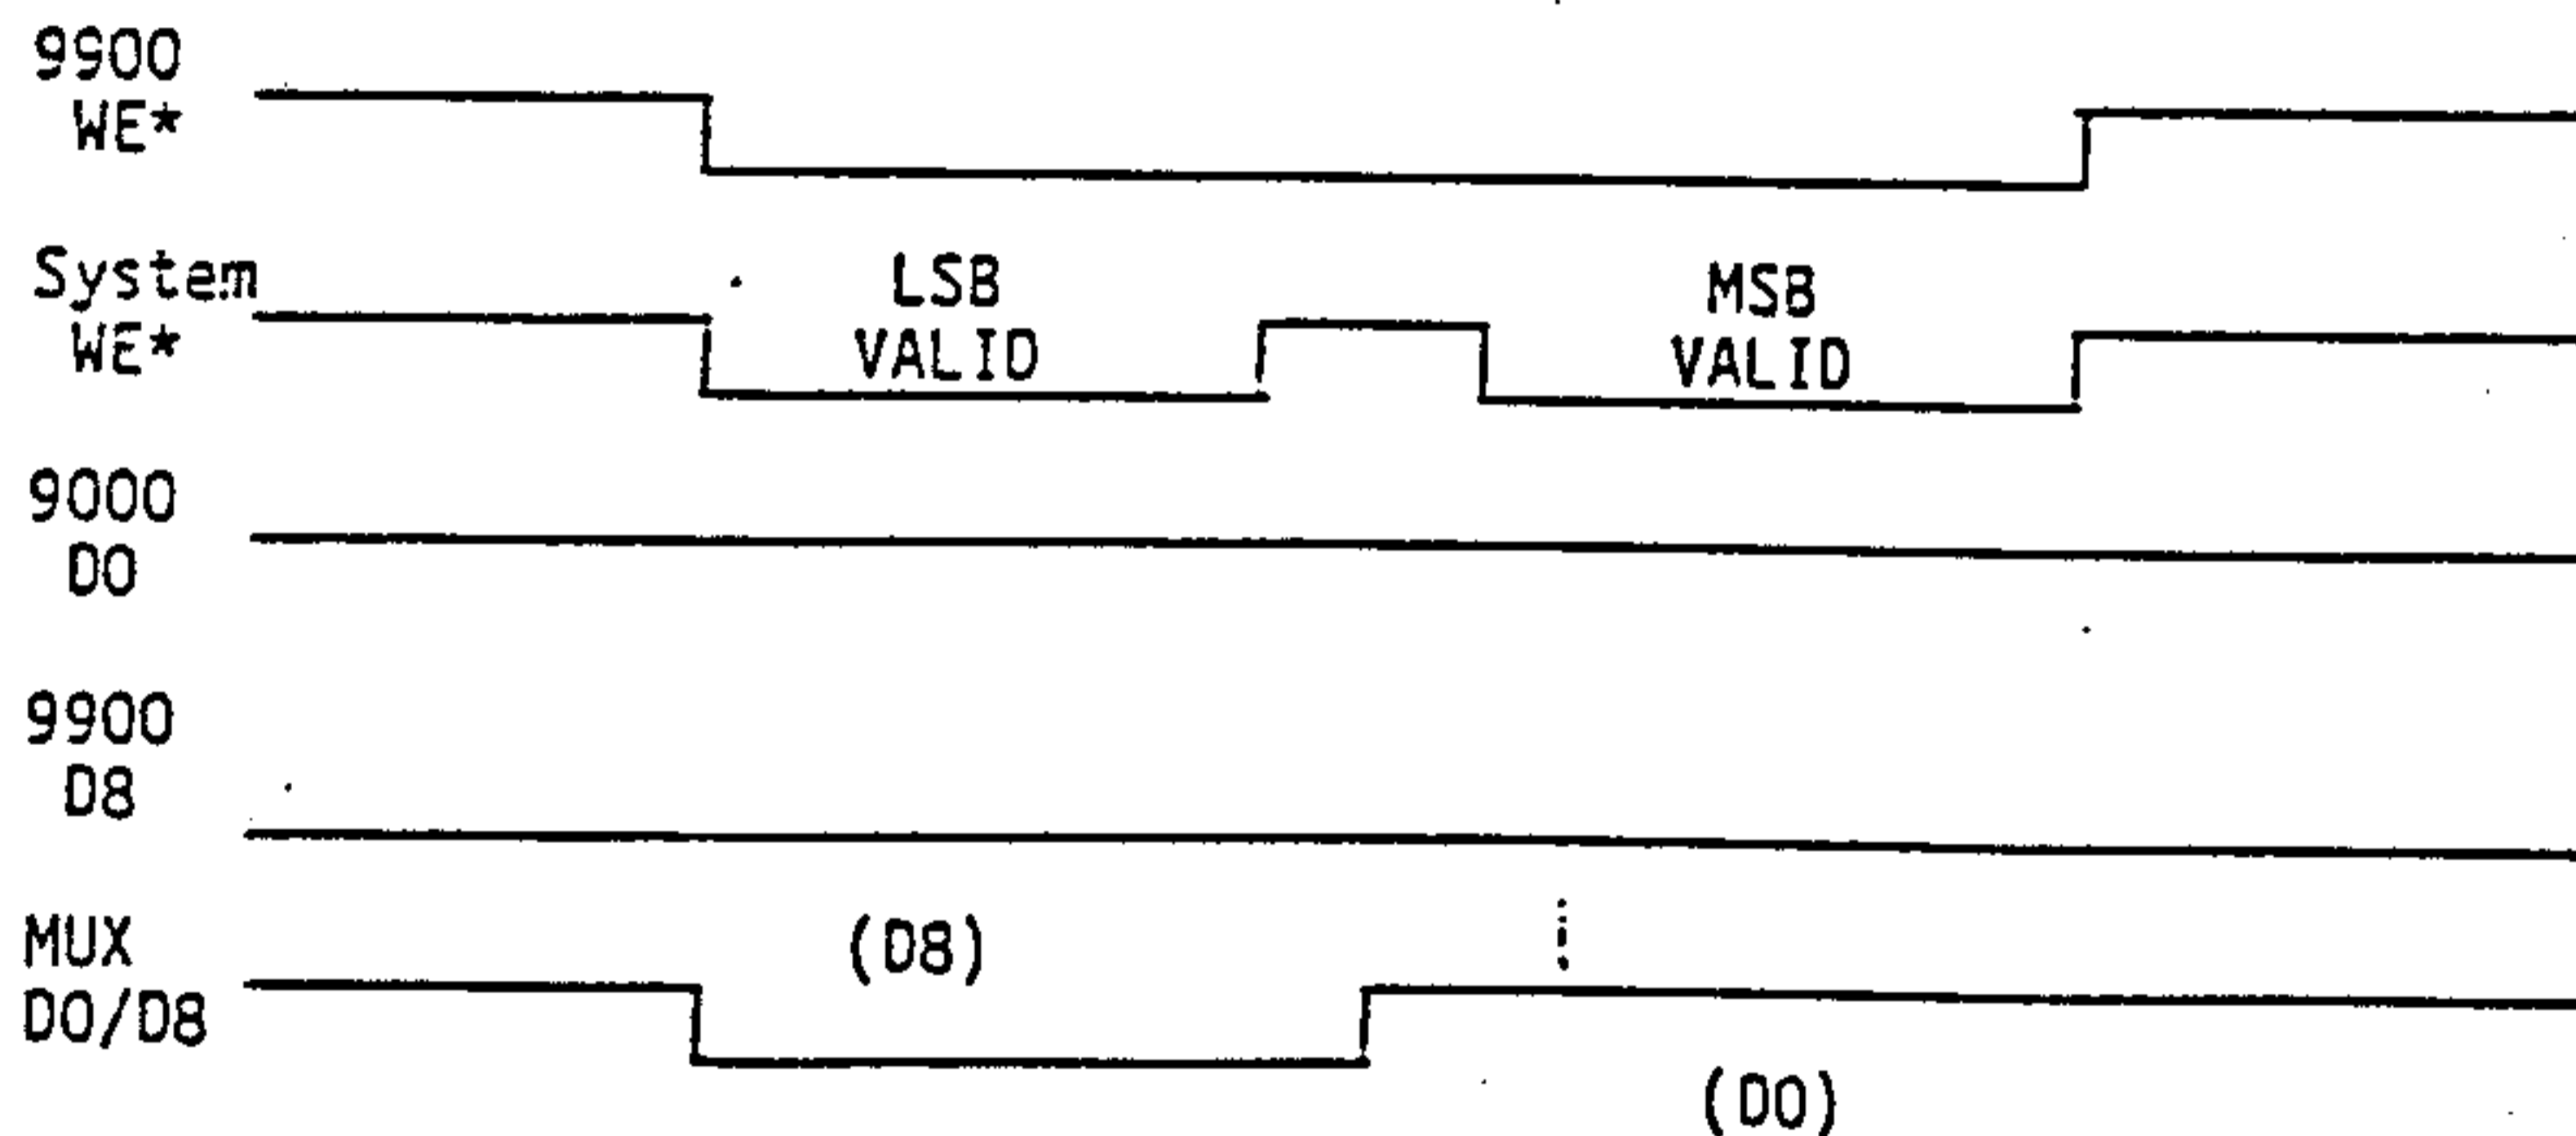 9900
WE*
System
WE*
LSB
VALID
MSB
VALID
9000
D0
9900
D8
MUX
D0/D8
(D8)
(D0)